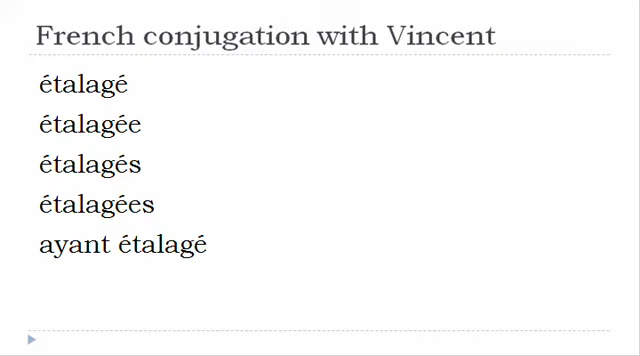 French conjugation with Vincent
étalagé
étalagée
étalagés
étalagées
ayant étalagé